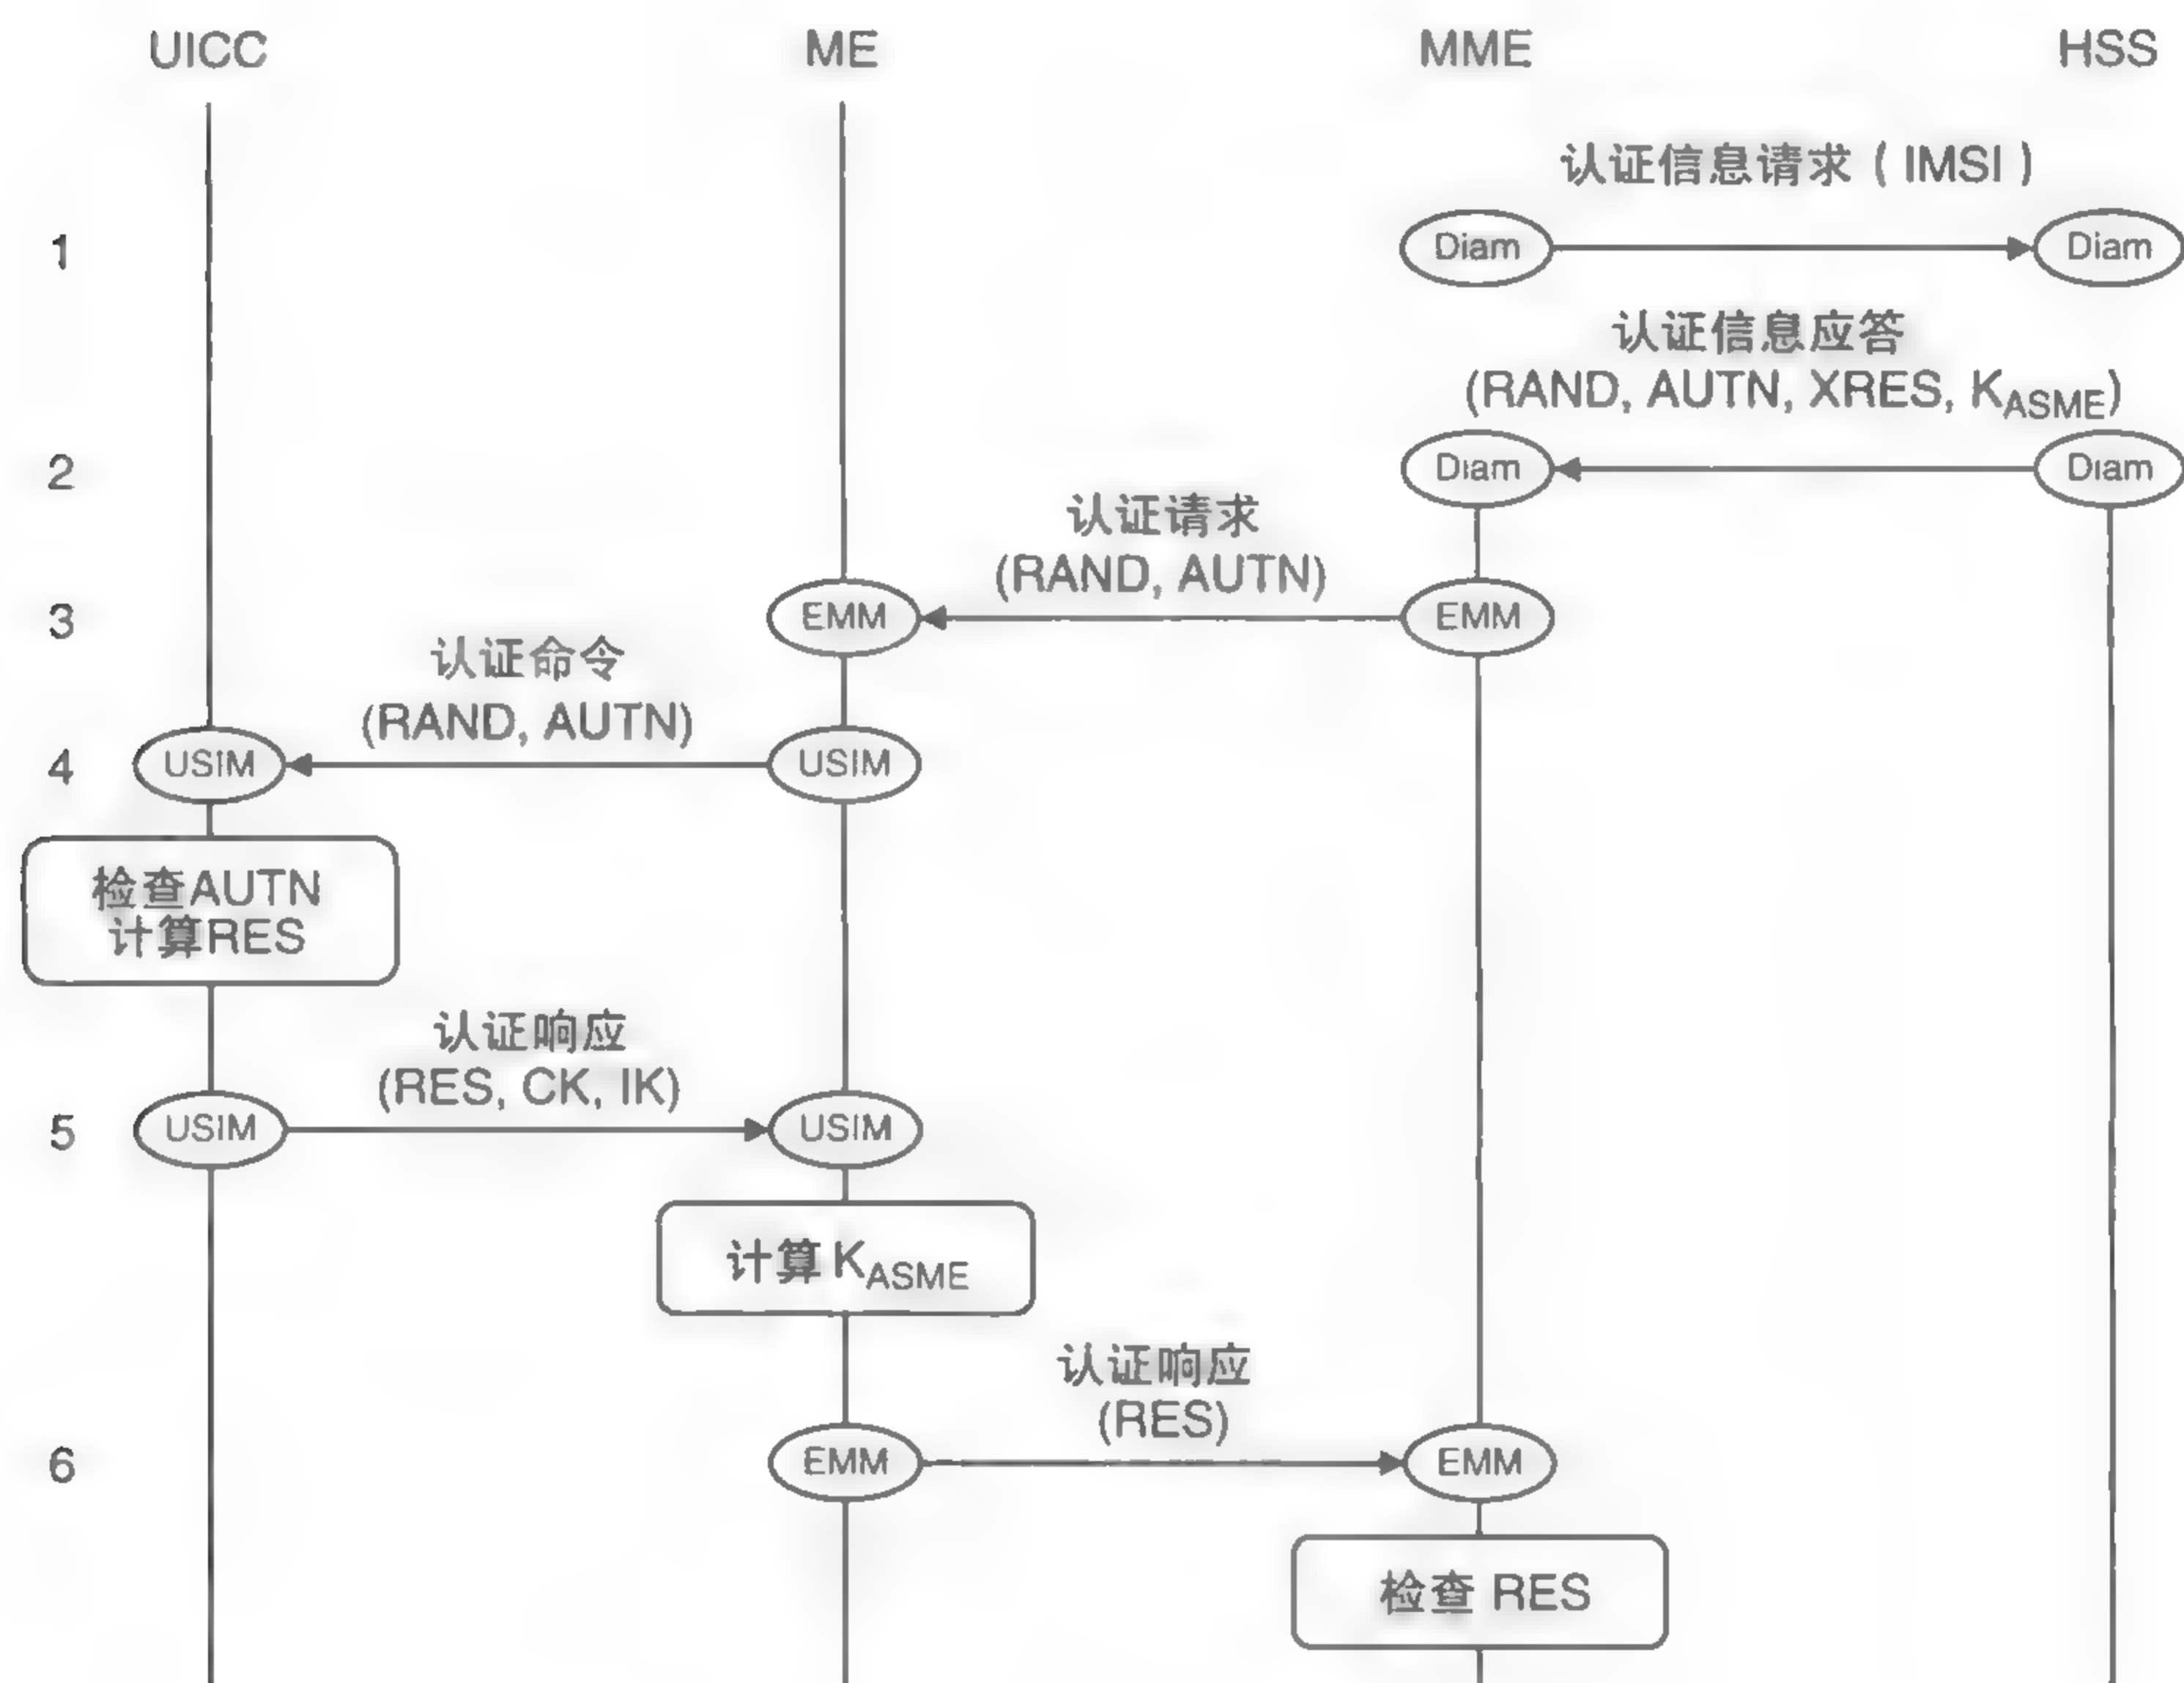 UICC ME MME HSS
认证信息请求 ( IMSI )
1 Diam Diam
认证信息应答
(RAND, AUTN, XRES, KASME)
2 Diam Diam
认证请求
(RAND, AUTN)
3 EMM EMM
认证命令
(RAND, AUTN)
4 USIM USIM
检查AUTN
计算RES
认证响应
(RES, CK, IK)
5 USIM USIM
计算 KASME
认证响应
(RES)
6 EMM EMM
检查 RES